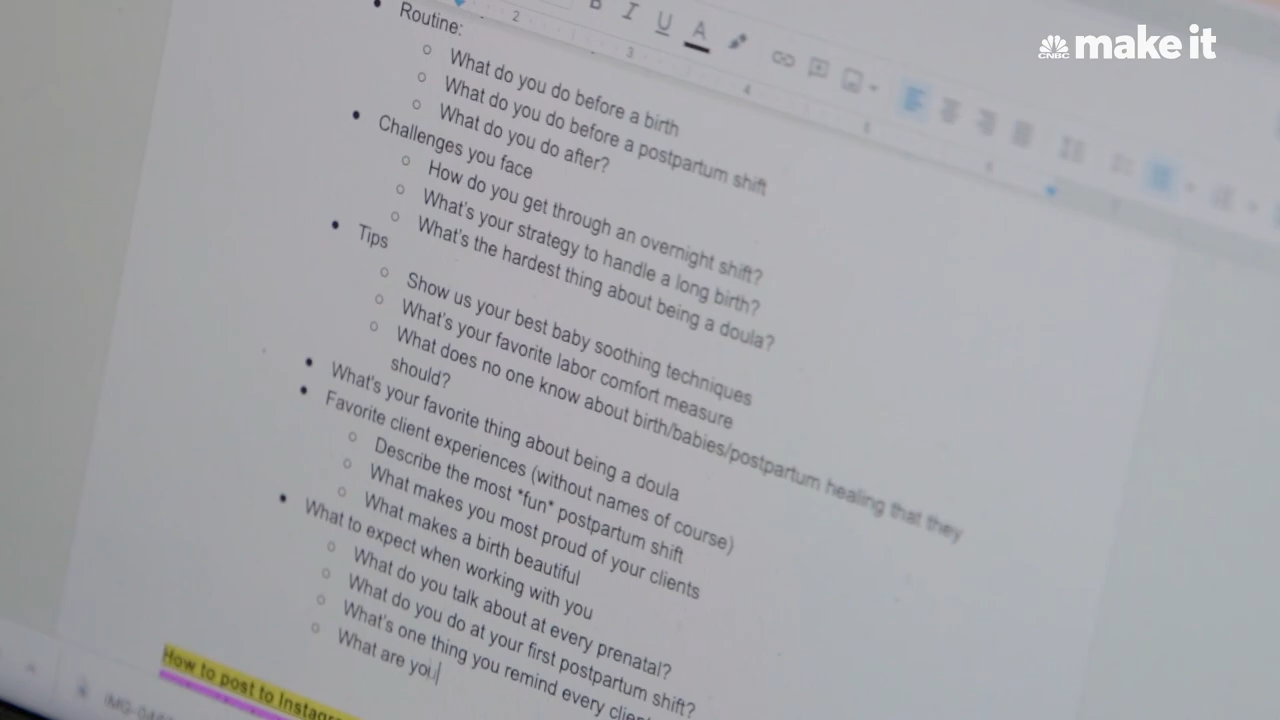 CNBC make it
B I U A
2 3 4
Routine:
What do you do before a birth
What do you do before a postpartum shift
What do you do after?
Challenges you face
How do you get through an overnight shift?
What's your strategy to handle a long birth?
What's the hardest thing about being a doula?
Tips
Show us your best baby soothing techniques
What's your favorite labor comfort measure
What does no one know about birth/babies/postpartum healing that they
should?
What's your favorite thing about being a doula
Favorite client experiences (without names of course)
Describe the most *fun* postpartum shift
What makes you most proud of your clients
What makes a birth beautiful
What to expect when working with you
What do you talk about at every prenatal?
What do you do at your first postpartum shift?
What's one thing you remind every
What are you
How to post to